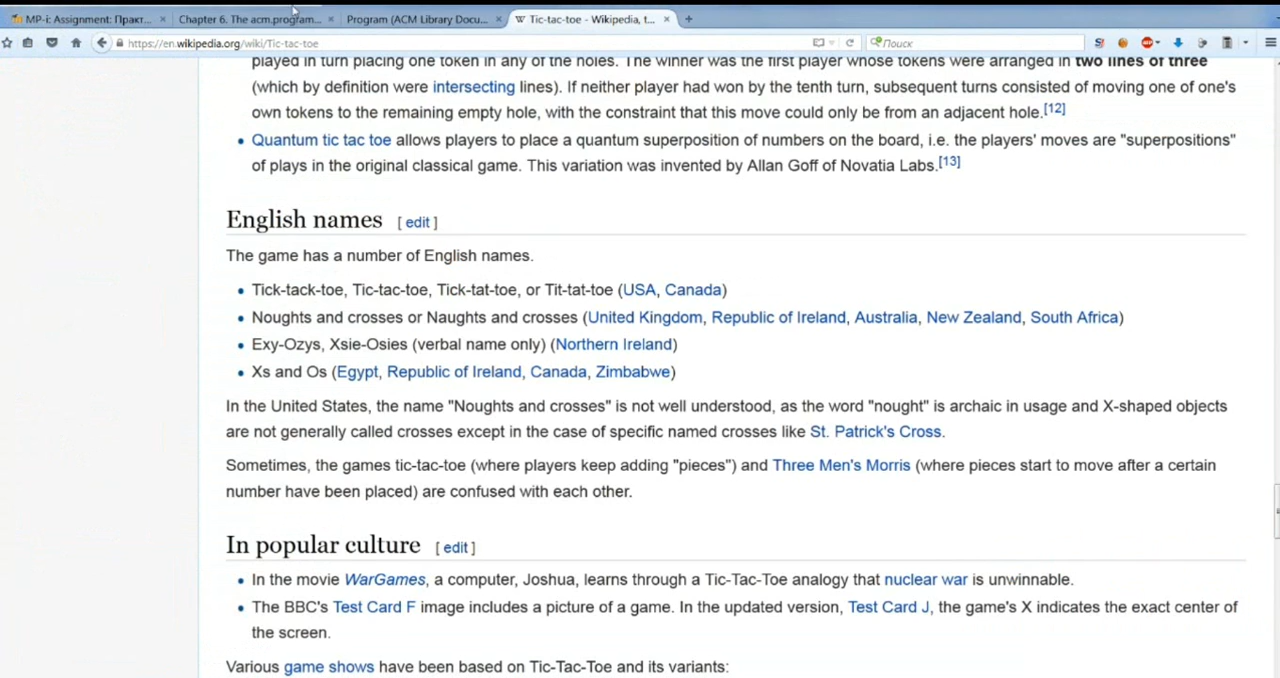 MP-i: Assignment: Практ...
Chapter 6. The acm.program...
Program (ACM Library Docu...
Tic-tac-toe - Wikipedia, t...
https://en.wikipedia.org/wiki/Tic-tac-toe
Поиск
played in turn placing one token in any of the holes. The winner was the first player whose tokens were arranged in two lines of three
(which by definition were intersecting lines). If neither player had won by the tenth turn, subsequent turns consisted of moving one of one's
own tokens to the remaining empty hole, with the constraint that this move could only be from an adjacent hole.[12]
• Quantum tic tac toe allows players to place a quantum superposition of numbers on the board, i.e. the players' moves are "superpositions"
of plays in the original classical game. This variation was invented by Allan Goff of Novatia Labs.[13]
English names [ edit ]
The game has a number of English names.
• Tick-tack-toe, Tic-tac-toe, Tick-tat-toe, or Tit-tat-toe (USA, Canada)
• Noughts and crosses or Naughts and crosses (United Kingdom, Republic of Ireland, Australia, New Zealand, South Africa)
• Exy-Ozys, Xsie-Osies (verbal name only) (Northern Ireland)
• Xs and Os (Egypt, Republic of Ireland, Canada, Zimbabwe)
In the United States, the name "Noughts and crosses" is not well understood, as the word "nought" is archaic in usage and X-shaped objects
are not generally called crosses except in the case of specific named crosses like St. Patrick's Cross.
Sometimes, the games tic-tac-toe (where players keep adding "pieces") and Three Men's Morris (where pieces start to move after a certain
number have been placed) are confused with each other.
In popular culture [ edit ]
• In the movie WarGames, a computer, Joshua, learns through a Tic-Tac-Toe analogy that nuclear war is unwinnable.
• The BBC's Test Card F image includes a picture of a game. In the updated version, Test Card J, the game's X indicates the exact center of
the screen.
Various game shows have been based on Tic-Tac-Toe and its variants: